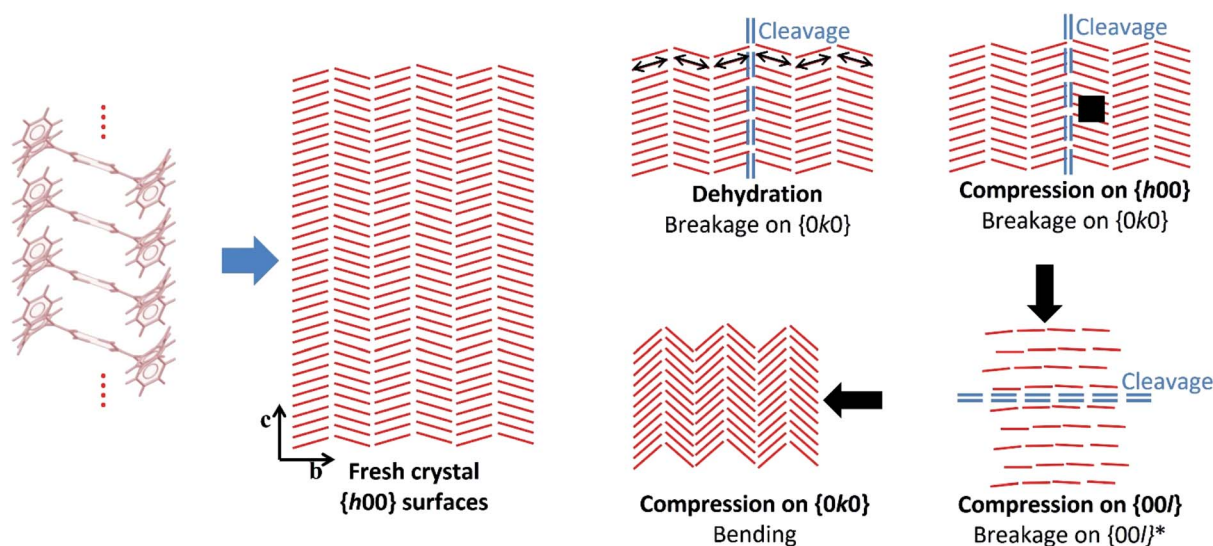 c
b
Fresh crystal
{h00} surfaces
Cleavage
Dehydration
Breakage on {0k0}
Cleavage
Compression on {h00}
Breakage on {0k0}
Compression on {0k0}
Bending
Cleavage
Compression on {00l}
Breakage on {00l}*